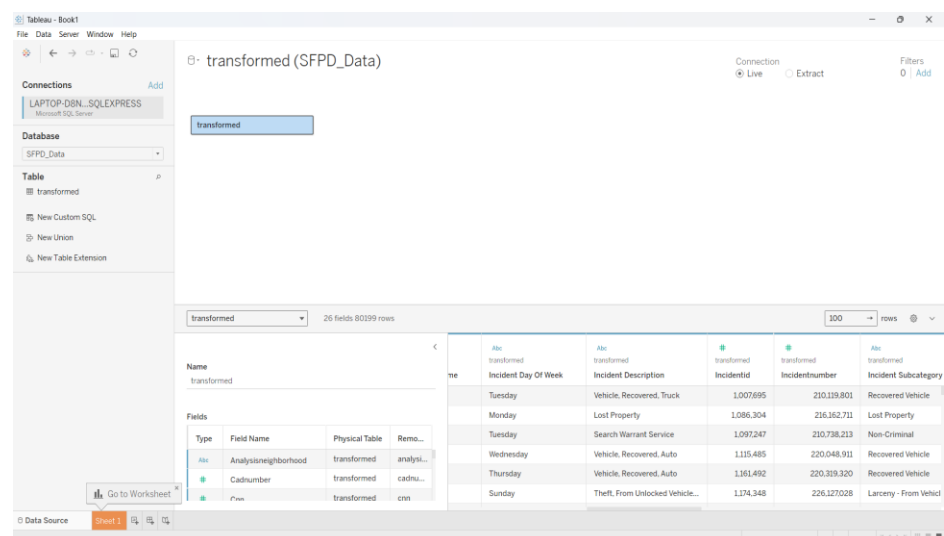 Tableau - Book1
File Data Server Window Help
Connections Add
LAPTOP-D8N...SQLEXPRESS
Microsoft SQL Server
Database
SFPD_Data
Table
transformed
New Custom SQL
New Union
New Table Extension
transformed (SFPD_Data)
Connection
Live Extract
Filters
0 Add
transformed
transformed 26 fields 80199 rows 100 rows
Name
transformed
Fields
Type Field Name Physical Table Remo...
Abc Analysisneighborhood transformed analysi...
# Cadnumber transformed cadnu...
# Cnn transformed cnn
Abc Abc # # Abc
transformed transformed transformed transformed transformed
me Incident Day Of Week Incident Description Incidentid Incidentnumber Incident Subcategory
Tuesday Vehicle, Recovered, Truck 1,007,695 210,119,801 Recovered Vehicle
Monday Lost Property 1,086,304 216,162,711 Lost Property
Tuesday Search Warrant Service 1,097,247 210,738,213 Non-Criminal
Wednesday Vehicle, Recovered, Auto 1,115,485 220,048,911 Recovered Vehicle
Thursday Vehicle, Recovered, Auto 1,161,492 220,319,320 Recovered Vehicle
Sunday Theft, From Unlocked Vehicle... 1,174,348 226,127,028 Larceny - From Vehicl
Go to Worksheet
Data Source Sheet 1